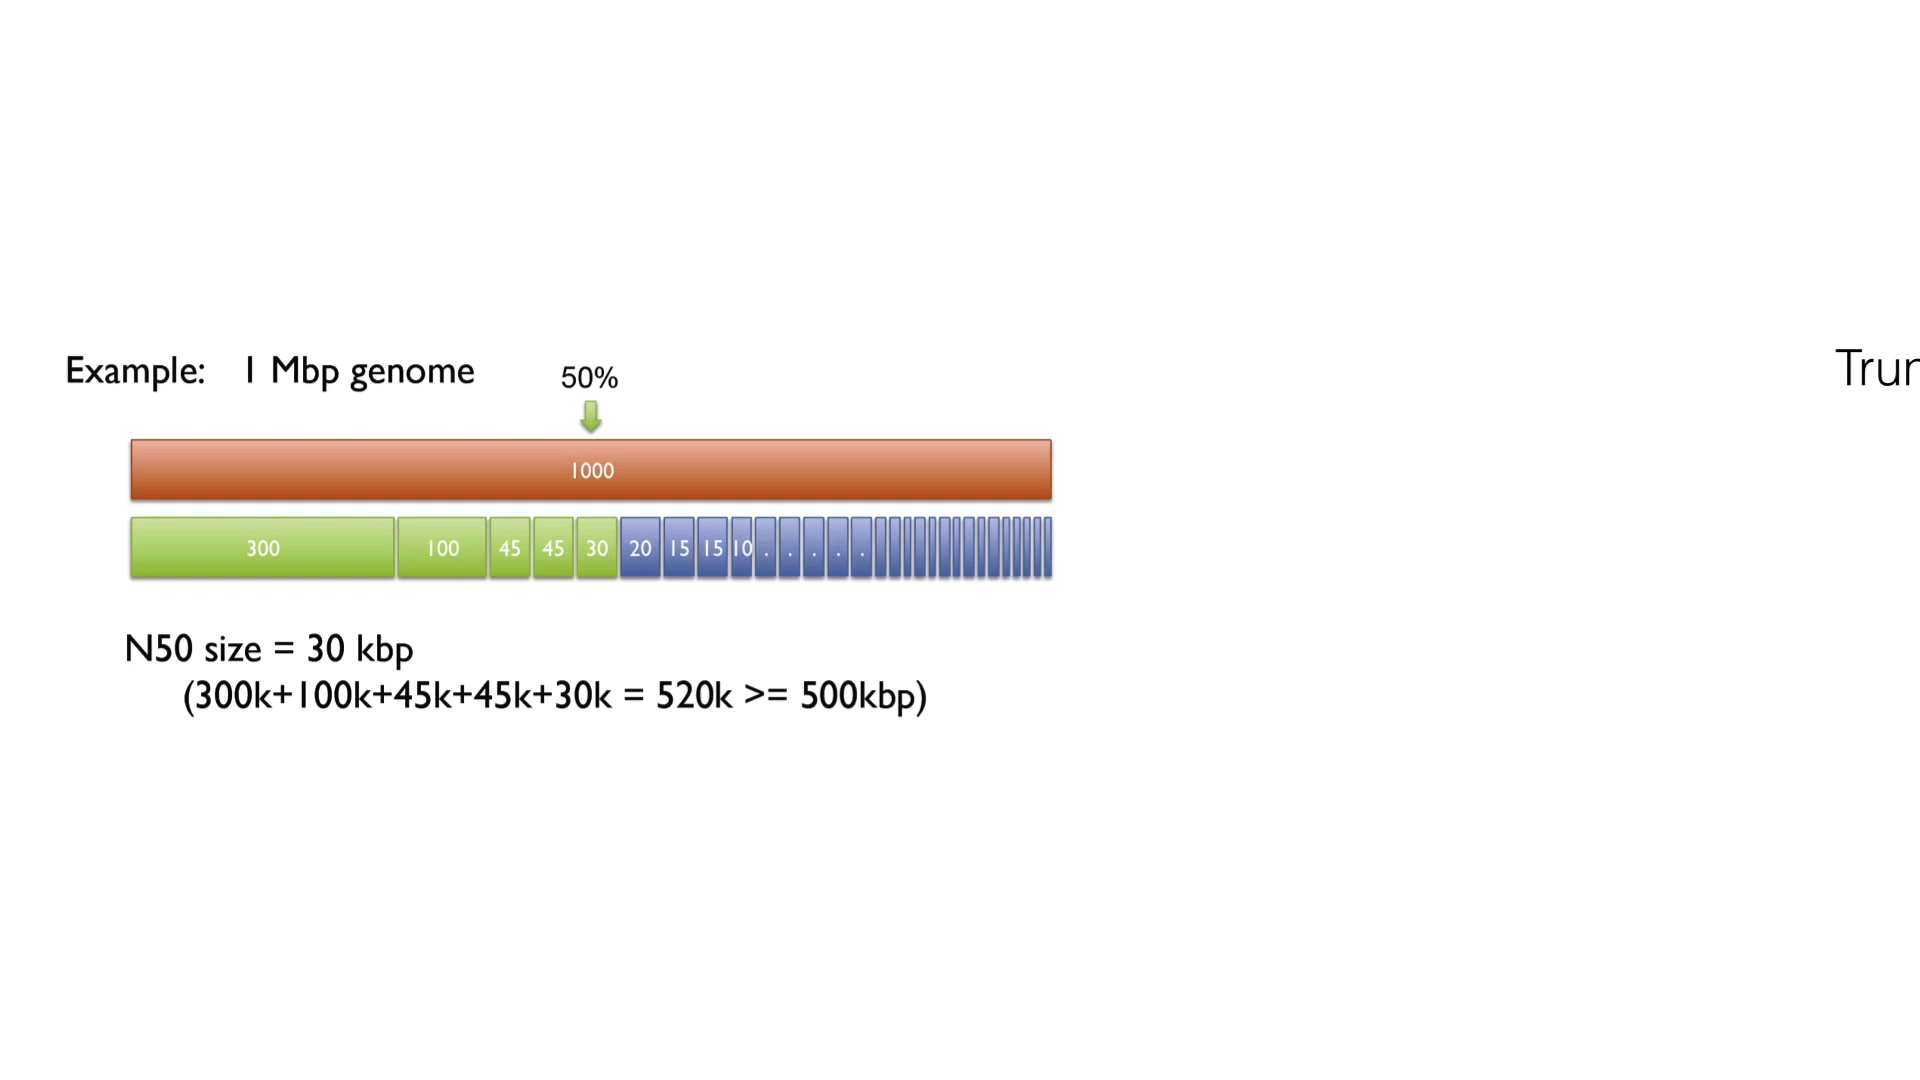 Example: 1 Mbp genome
50%
Trun
1000
300 100 45 45 30 20 15 15 10 . . . . .
N50 size = 30 kbp
(300k+100k+45k+45k+30k = 520k >= 500kbp)